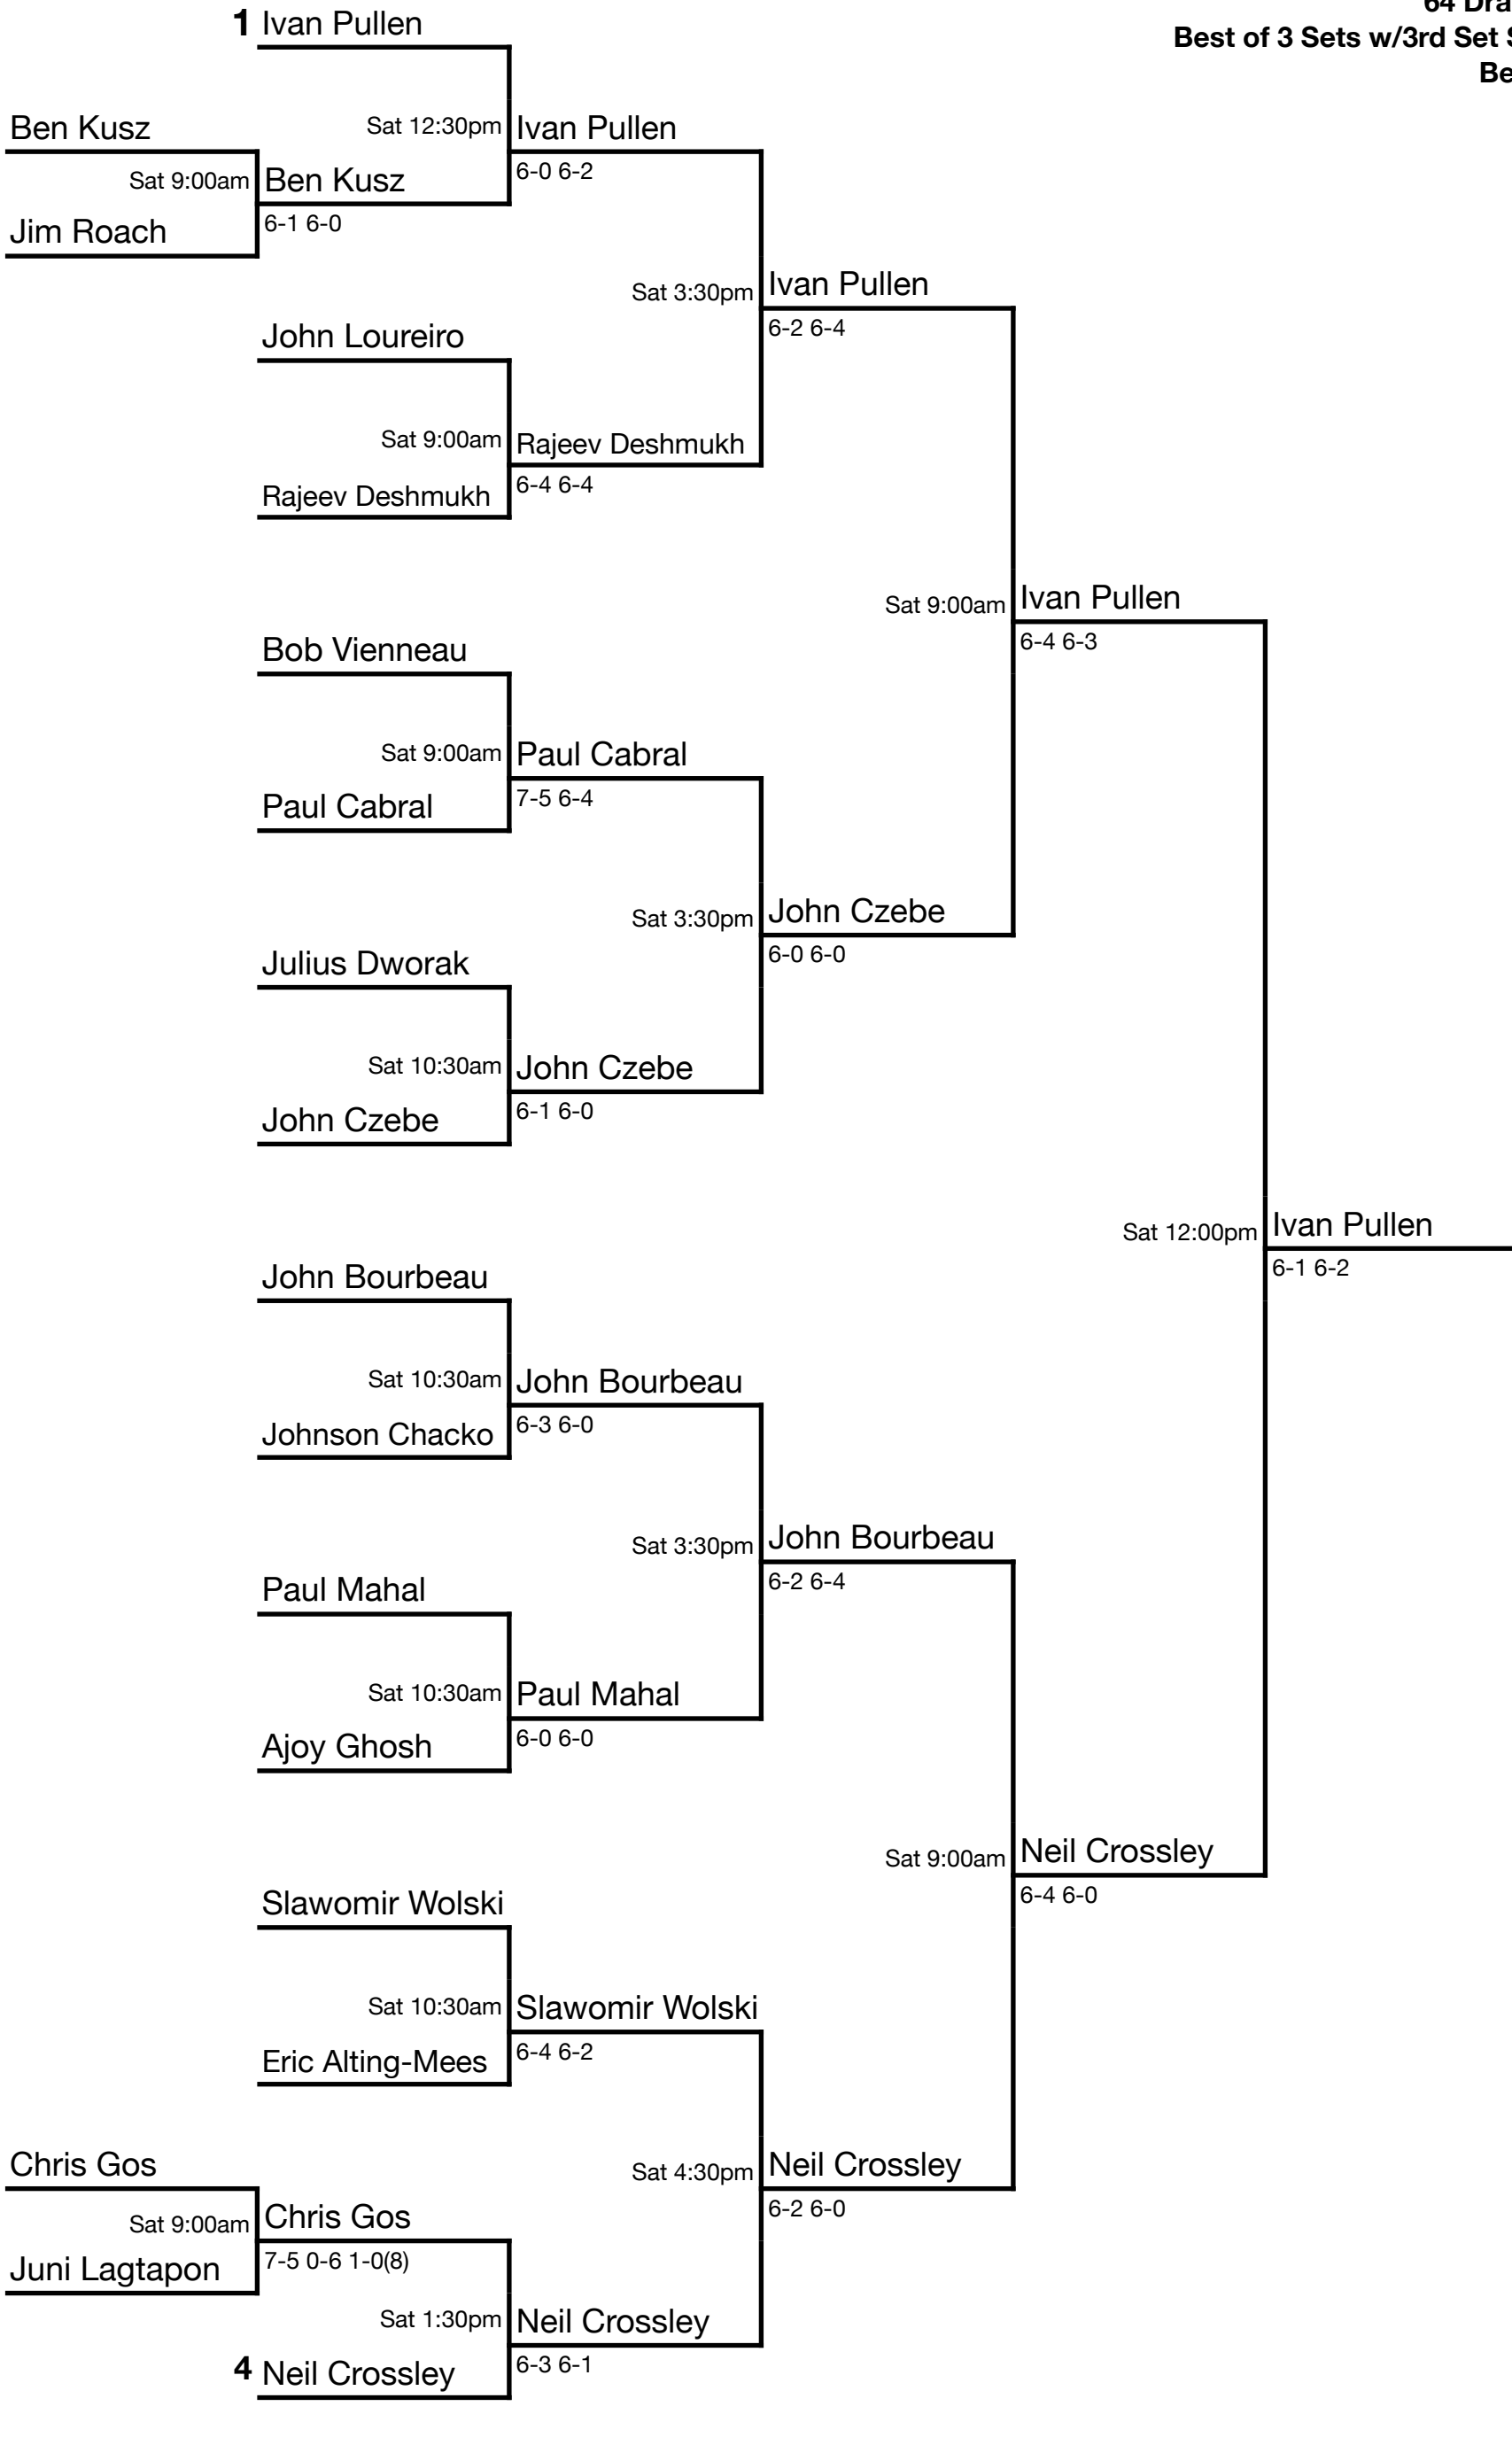 64 Dra
Best of 3 Sets w/3rd Set S
Be
1 Ivan Pullen
Ben Kusz
Sat 12:30pm
Ivan Pullen
6-0 6-2
Sat 9:00am
Ben Kusz
6-1 6-0
Jim Roach
Sat 3:30pm
Ivan Pullen
6-2 6-4
John Loureiro
Sat 9:00am
Rajeev Deshmukh
6-4 6-4
Rajeev Deshmukh
Sat 9:00am
Ivan Pullen
6-4 6-3
Bob Vienneau
Sat 9:00am
Paul Cabral
7-5 6-4
Paul Cabral
Sat 3:30pm
John Czebe
6-0 6-0
Julius Dworak
Sat 10:30am
John Czebe
6-1 6-0
John Czebe
Sat 12:00pm
Ivan Pullen
6-1 6-2
John Bourbeau
Sat 10:30am
John Bourbeau
6-3 6-0
Johnson Chacko
Sat 3:30pm
John Bourbeau
6-2 6-4
Paul Mahal
Sat 10:30am
Paul Mahal
6-0 6-0
Ajoy Ghosh
Sat 9:00am
Neil Crossley
6-4 6-0
Slawomir Wolski
Sat 10:30am
Slawomir Wolski
6-4 6-2
Eric Alting-Mees
Chris Gos
Sat 4:30pm
Neil Crossley
6-2 6-0
Sat 9:00am
Chris Gos
7-5 0-6 1-0(8)
Juni Lagtapon
Sat 1:30pm
Neil Crossley
6-3 6-1
4 Neil Crossley